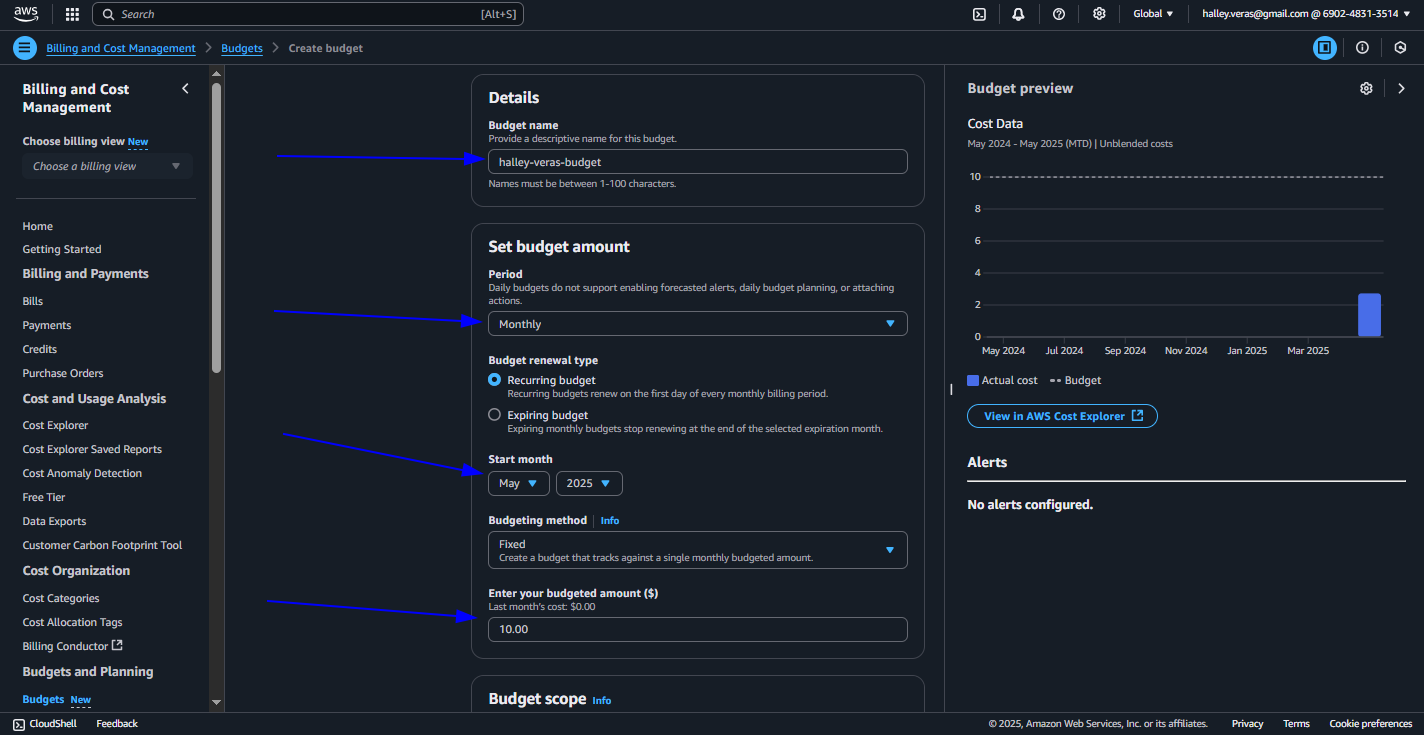 aws
Search [Alt+S]
Global
halley.veras@gmail.com @ 6902-4831-3514
Billing and Cost Management
Budgets
Create budget
Billing and Cost
Management
Choose billing view New
Choose a billing view
Home
Getting Started
Billing and Payments
Bills
Payments
Credits
Purchase Orders
Cost and Usage Analysis
Cost Explorer
Cost Explorer Saved Reports
Cost Anomaly Detection
Free Tier
Data Exports
Customer Carbon Footprint Tool
Cost Organization
Cost Categories
Cost Allocation Tags
Billing Conductor
Budgets and Planning
Budgets New
Details
Budget name
Provide a descriptive name for this budget.
halley-veras-budget
Names must be between 1-100 characters.
Set budget amount
Period
Daily budgets do not support enabling forecasted alerts, daily budget planning, or attaching
actions.
Monthly
Budget renewal type
Recurring budget
Recurring budgets renew on the first day of every monthly billing period.
Expiring budget
Expiring monthly budgets stop renewing at the end of the selected expiration month.
Start month
May 2025
Budgeting method Info
Fixed
Create a budget that tracks against a single monthly budgeted amount.
Enter your budgeted amount ($)
Last month's cost: $0.00
10.00
Budget scope Info
Budget preview
Cost Data
May 2024 - May 2025 (MTD) | Unblended costs
10
8
6
4
2
0
May 2024 Jul 2024 Sep 2024 Nov 2024 Jan 2025 Mar 2025
Actual cost Budget
View in AWS Cost Explorer
Alerts
No alerts configured.
CloudShell Feedback
© 2025, Amazon Web Services, Inc. or its affiliates. Privacy Terms Cookie preferences